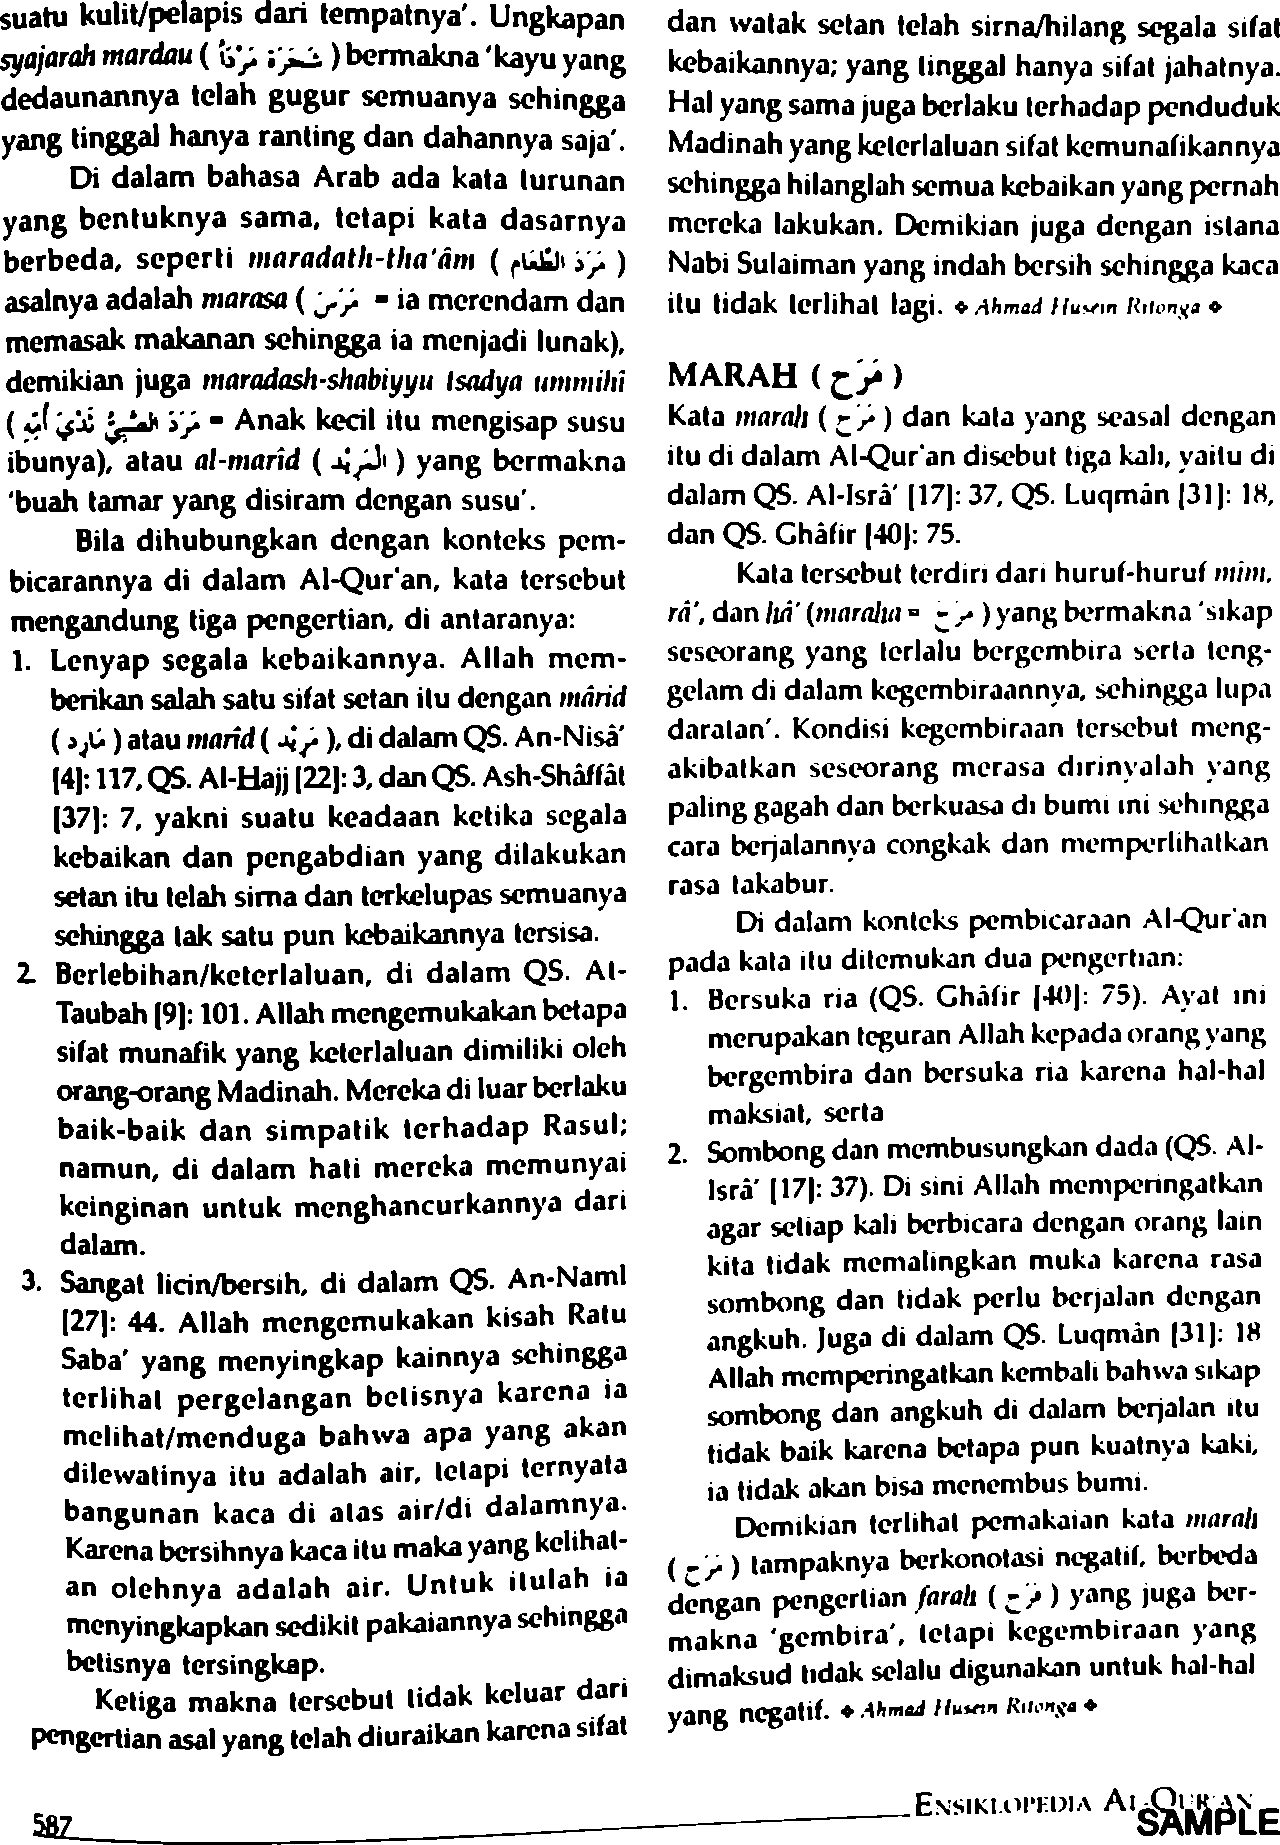 suatu kulit/pelapis dari tempatnya'. Ungkapan
syajarah mardau ( شَجَرَةٌ مَرْدَأُ ) bermakna 'kayu yang
dedaunannya telah gugur semuanya sehingga
yang tinggal hanya ranting dan dahannya saja'.
Di dalam bahasa Arab ada kata turunan
yang bentuknya sama, tetapi kata dasarnya
berbeda, seperti maradath-tha'âm ( مَرَدَ الطَّعَام )
asalnya adalah marasa ( مَرَسَ = ia merendam dan
memasak makanan sehingga ia menjadi lunak),
demikian juga maradash-shabiyyu tsadya ummihî
( مَرَدَ الصَّبِيُّ ثَدْيَ أُمِّهِ = Anak kecil itu mengisap susu
ibunya), atau al-marîd ( الْمَرِيْد ) yang bermakna
'buah tamar yang disiram dengan susu'.
Bila dihubungkan dengan konteks pem-
bicarannya di dalam Al-Qur'an, kata tersebut
mengandung tiga pengertian, di antaranya:
1. Lenyap segala kebaikannya. Allah mem-
berikan salah satu sifat setan itu dengan mârid
( مَارِد ) atau marîd ( مَرِيْد ), di dalam QS. An-Nisâ'
[4]: 117, QS. Al-Hajj [22]: 3, dan QS. Ash-Shâffât
[37]: 7, yakni suatu keadaan ketika segala
kebaikan dan pengabdian yang dilakukan
setan itu telah sirna dan terkelupas semuanya
sehingga tak satu pun kebaikannya tersisa.
2. Berlebihan/keterlaluan, di dalam QS. At-
Taubah [9]: 101. Allah mengemukakan betapa
sifat munafik yang keterlaluan dimiliki oleh
orang-orang Madinah. Mereka di luar berlaku
baik-baik dan simpatik terhadap Rasul;
namun, di dalam hati mereka memunyai
keinginan untuk menghancurkannya dari
dalam.
3. Sangat licin/bersih, di dalam QS. An-Naml
[27]: 44. Allah mengemukakan kisah Ratu
Saba' yang menyingkap kainnya sehingga
terlihat pergelangan betisnya karena ia
melihat/menduga bahwa apa yang akan
dilewatinya itu adalah air, tetapi ternyata
bangunan kaca di atas air/di dalamnya.
Karena bersihnya kaca itu maka yang kelihat-
an olehnya adalah air. Untuk itulah ia
menyingkapkan sedikit pakaiannya sehingga
betisnya tersingkap.
Ketiga makna tersebut tidak keluar dari
pengertian asal yang telah diuraikan karena sifat
dan watak setan telah sirna/hilang segala sifat
kebaikannya; yang tinggal hanya sifat jahatnya.
Hal yang sama juga berlaku terhadap penduduk
Madinah yang keterlaluan sifat kemunafikannya
sehingga hilanglah semua kebaikan yang pernah
mereka lakukan. Demikian juga dengan istana
Nabi Sulaiman yang indah bersih sehingga kaca
itu tidak terlihat lagi. ◆ Ahmad Husein Ritonga ◆
MARAH ( مَرَح )
Kata marah ( مَرَح ) dan kata yang seasal dengan
itu di dalam Al-Qur'an disebut tiga kali, yaitu di
dalam QS. Al-Isrâ' [17]: 37, QS. Luqmân [31]: 18,
dan QS. Ghâfir [40]: 75.
Kata tersebut terdiri dari huruf-huruf mîm,
râ', dan hâ' (maraha = مَرَحَ ) yang bermakna 'sikap
seseorang yang terlalu bergembira serta teng-
gelam di dalam kegembiraannya, sehingga lupa
daratan'. Kondisi kegembiraan tersebut meng-
akibatkan seseorang merasa dirinyalah yang
paling gagah dan berkuasa di bumi ini sehingga
cara berjalannya congkak dan memperlihatkan
rasa takabur.
Di dalam konteks pembicaraan Al-Qur'an
pada kata itu ditemukan dua pengertian:
1. Bersuka ria (QS. Ghâfir [40]: 75). Ayat ini
merupakan teguran Allah kepada orang yang
bergembira dan bersuka ria karena hal-hal
maksiat, serta
2. Sombong dan membusungkan dada (QS. Al-
Isrâ' [17]: 37). Di sini Allah memperingatkan
agar setiap kali berbicara dengan orang lain
kita tidak memalingkan muka karena rasa
sombong dan tidak perlu berjalan dengan
angkuh. Juga di dalam QS. Luqmân [31]: 18
Allah memperingatkan kembali bahwa sikap
sombong dan angkuh di dalam berjalan itu
tidak baik karena betapa pun kuatnya kaki,
ia tidak akan bisa menembus bumi.
Demikian terlihat pemakaian kata marah
( مَرَح ) tampaknya berkonotasi negatif, berbeda
dengan pengertian farah ( فَرَح ) yang juga ber-
makna 'gembira', tetapi kegembiraan yang
dimaksud tidak selalu digunakan untuk hal-hal
yang negatif. ◆ Ahmad Husein Ritonga ◆
587
ENSIKLOPEDIA AL-QUR'AN
SAMPLE